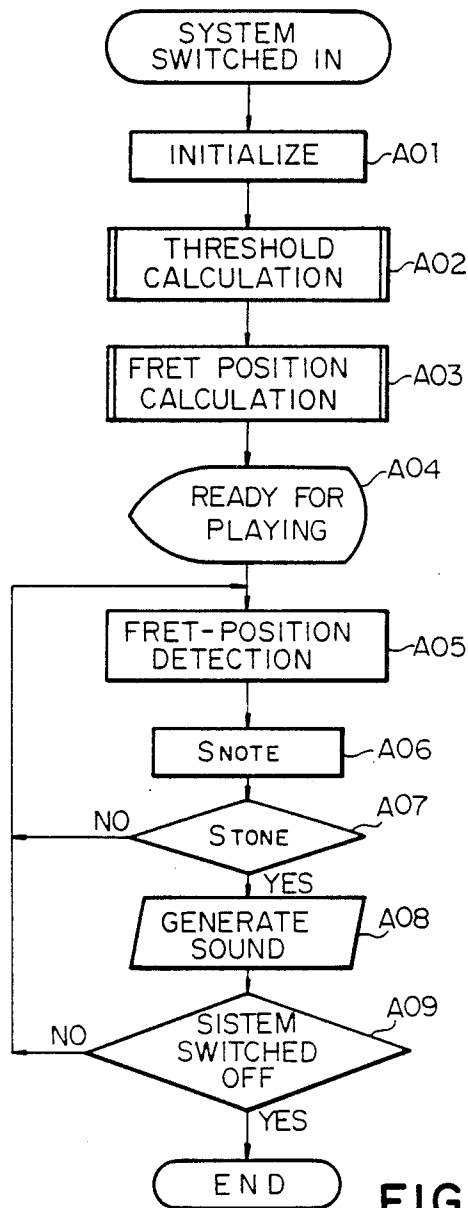 SYSTEM
SWITCHED IN
INITIALIZE
A01
THRESHOLD
CALCULATION
A02
FRET POSITION
CALCULATION
A03
READY FOR
PLAYING
A04
FRET-POSITION
DETECTION
A05
SNOTE
A06
STONE
A07
NO
YES
GENERATE
SOUND
A08
SISTEM
SWITCHED
OFF
A09
NO
YES
END
FIG